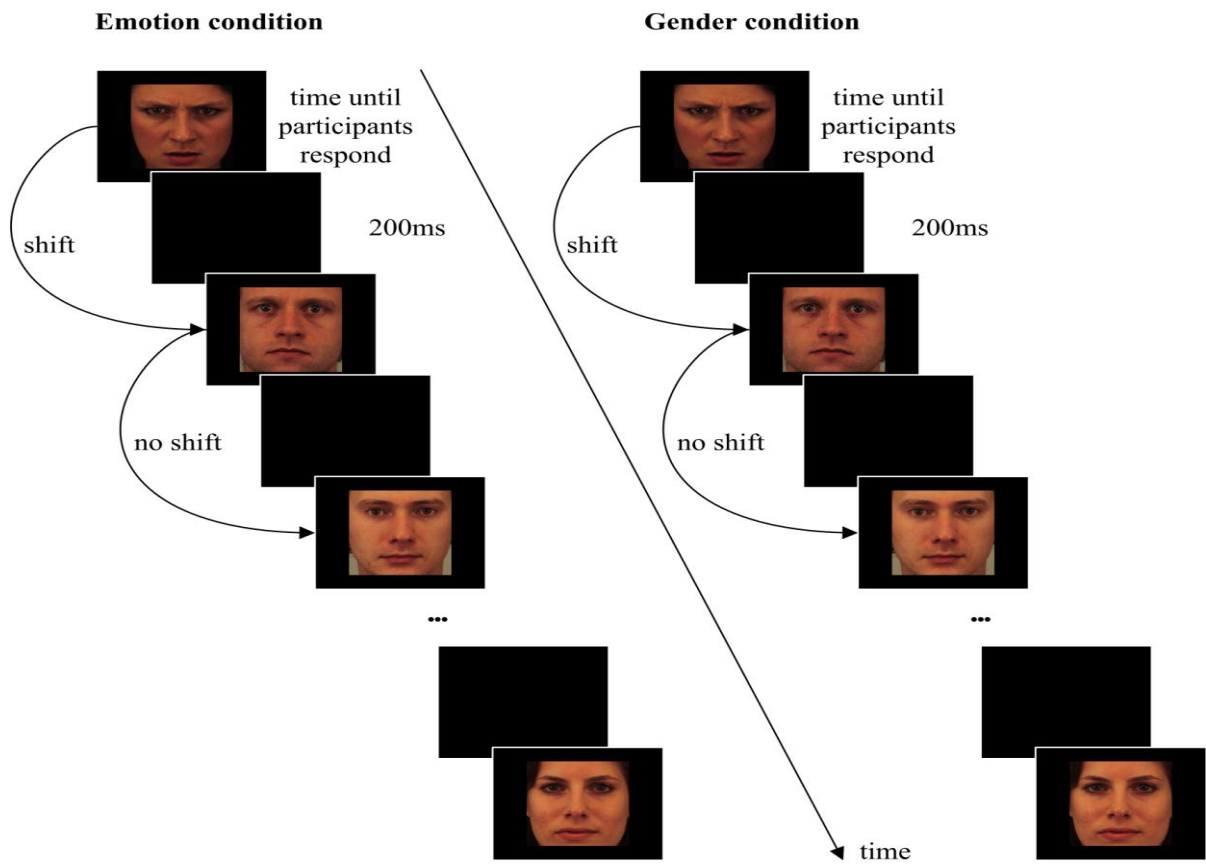 Emotion condition
time until
participants
respond
200ms
shift
no shift
...
Gender condition
time until
participants
respond
200ms
shift
no shift
...
time